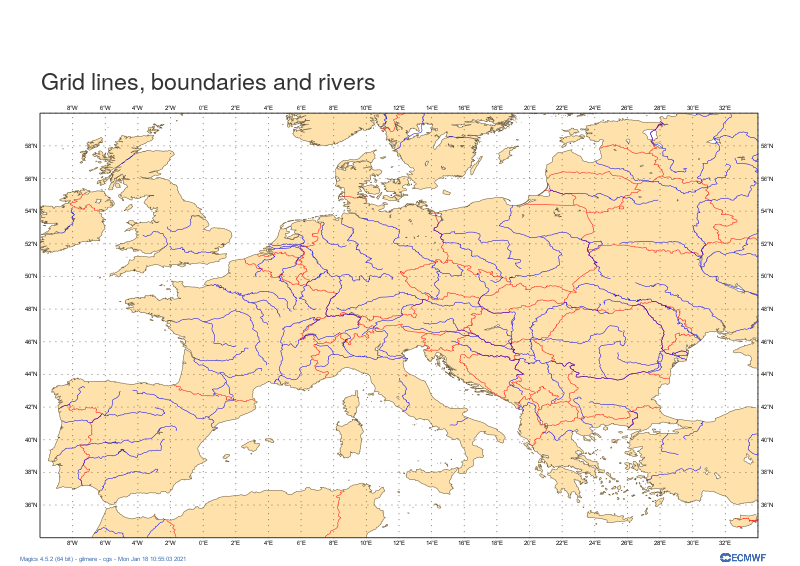 Grid lines, boundaries and rivers
8°W 6°W 4°W 2°W 0°E 2°E 4°E 6°E 8°E 10°E 12°E 14°E 16°E 18°E 20°E 22°E 24°E 26°E 28°E 30°E 32°E
58°N 58°N
56°N 56°N
54°N 54°N
52°N 52°N
50°N 50°N
48°N 48°N
46°N 46°N
44°N 44°N
42°N 42°N
40°N 40°N
38°N 38°N
36°N 36°N
8°W 6°W 4°W 2°W 0°E 2°E 4°E 6°E 8°E 10°E 12°E 14°E 16°E 18°E 20°E 22°E 24°E 26°E 28°E 30°E 32°E
Magics 4.5.2 (64 bit) - gilmere - cgs - Mon Jan 18 10:55:03 2021
ECMWF